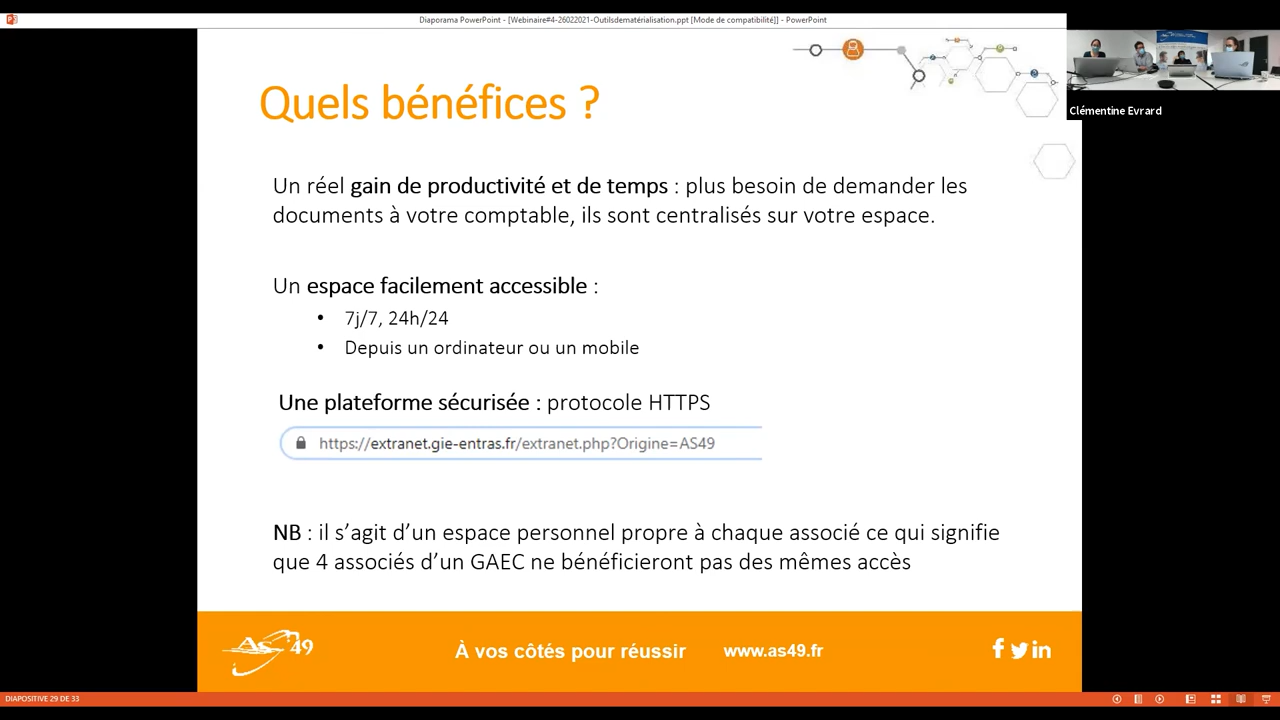 Diaporama PowerPoint - [Webinaire#4-26022021-Outilsdematérialisation.ppt [Mode de compatibilité]] - PowerPoint
Clémentine Evrard
Quels bénéfices ?
Un réel gain de productivité et de temps : plus besoin de demander les
documents à votre comptable, ils sont centralisés sur votre espace.
Un espace facilement accessible :
• 7j/7, 24h/24
• Depuis un ordinateur ou un mobile
Une plateforme sécurisée : protocole HTTPS
https://extranet.gie-entras.fr/extranet.php?Origine=AS49
NB : il s’agit d’un espace personnel propre à chaque associé ce qui signifie
que 4 associés d’un GAEC ne bénéficieront pas des mêmes accès
As 49
À vos côtés pour réussir
www.as49.fr
DIAPOSITIVE 29 DE 33